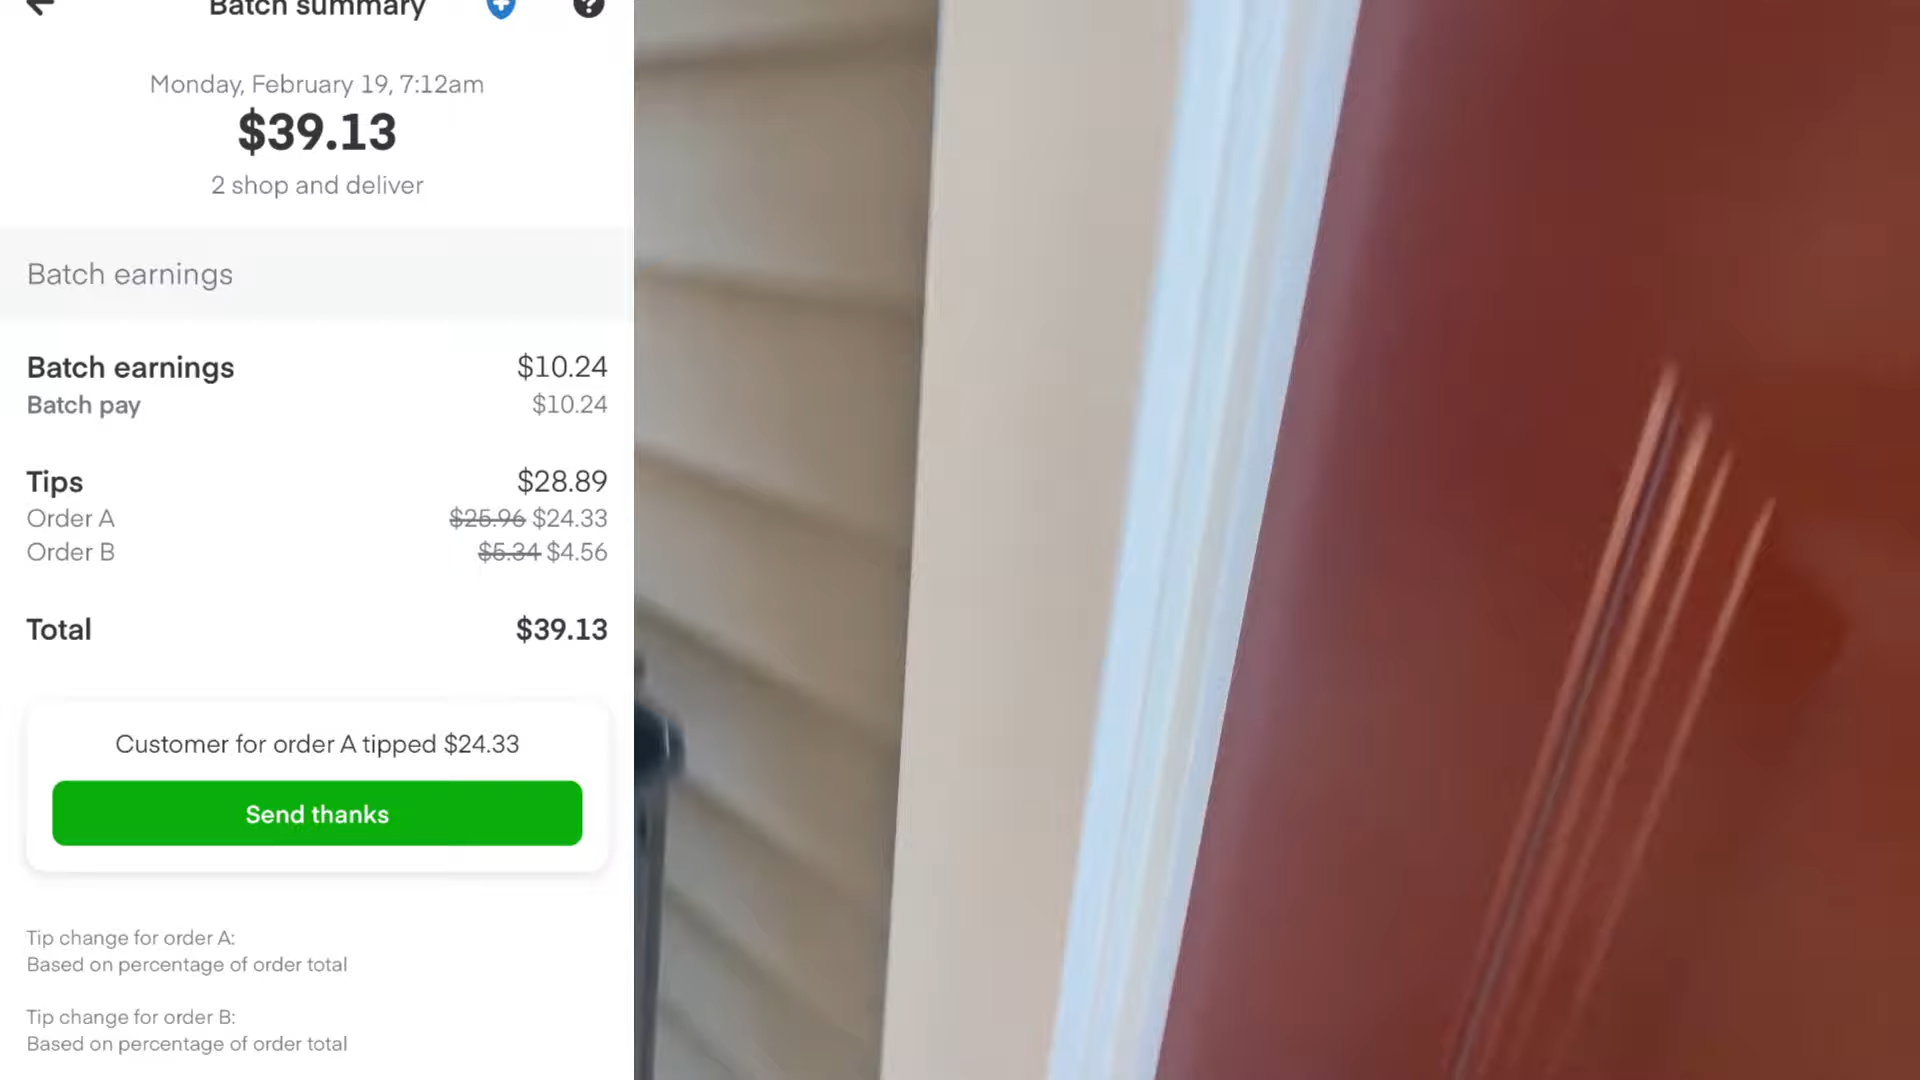 Batch summary
Monday, February 19, 7:12am
$39.13
2 shop and deliver
Batch earnings
Batch earnings $10.24
Batch pay $10.24
Tips $28.89
Order A $25.96 $24.33
Order B $5.34 $4.56
Total $39.13
Customer for order A tipped $24.33
Send thanks
Tip change for order A:
Based on percentage of order total
Tip change for order B:
Based on percentage of order total